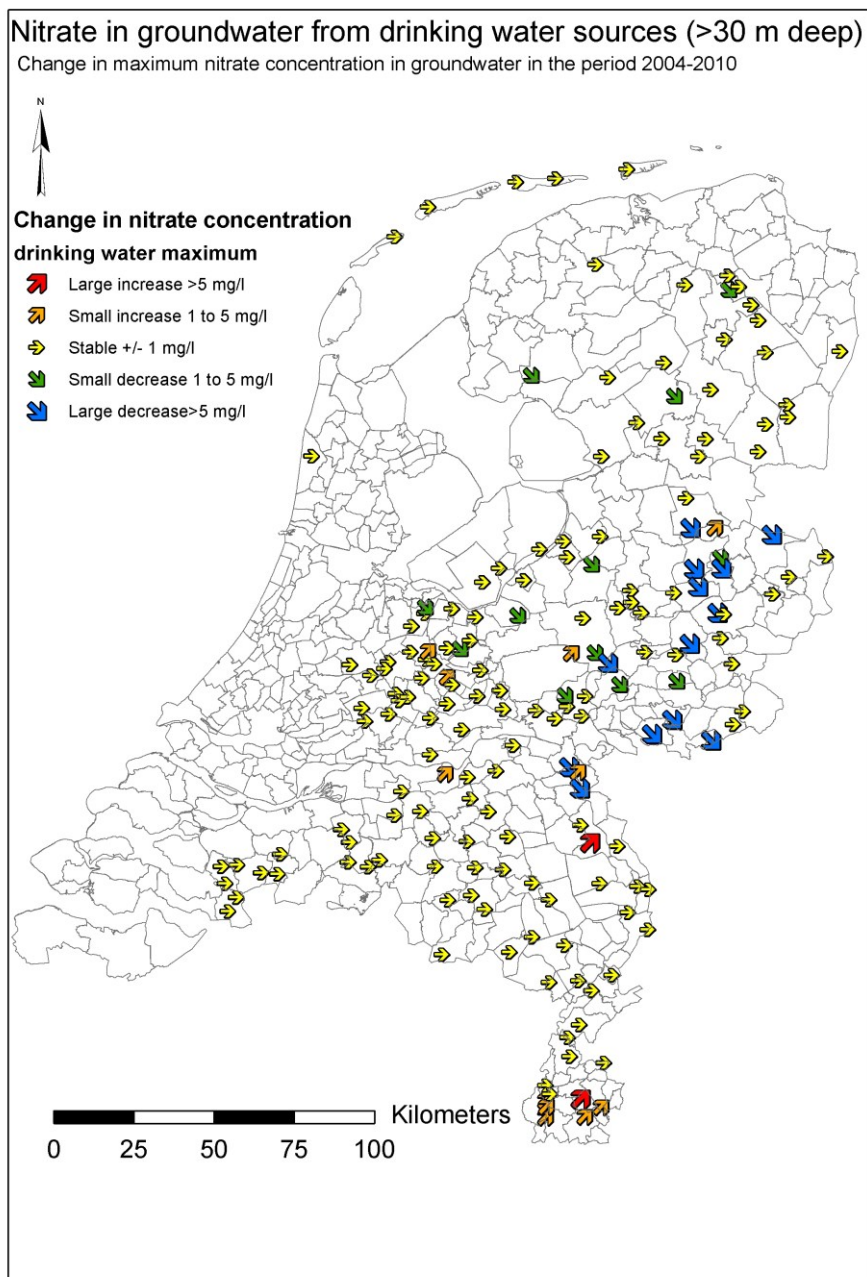 Nitrate in groundwater from drinking water sources (>30 m deep)
Change in maximum nitrate concentration in groundwater in the period 2004-2010
N
Change in nitrate concentration
drinking water maximum
Large increase >5 mg/l
Small increase 1 to 5 mg/l
Stable +/- 1 mg/l
Small decrease 1 to 5 mg/l
Large decrease>5 mg/l
Kilometers
0 25 50 75 100